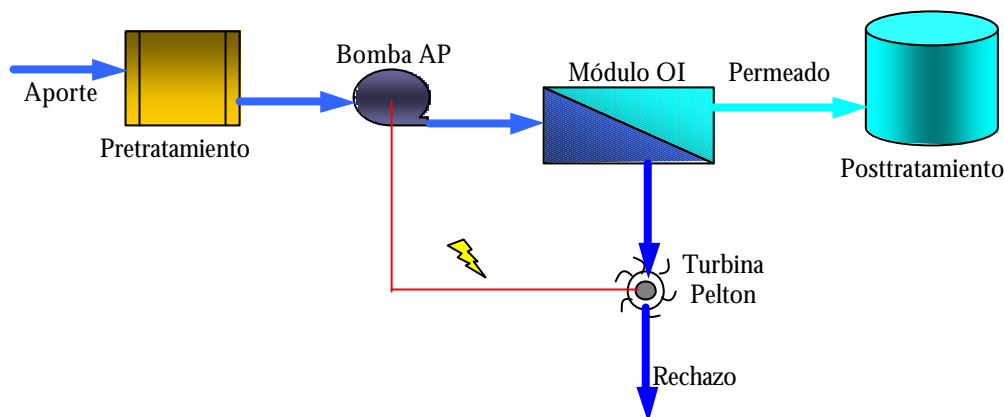 Aporte
Pretratamiento
Bomba AP
Módulo OI
Permeado
Posttratamiento
Turbina
Pelton
Rechazo